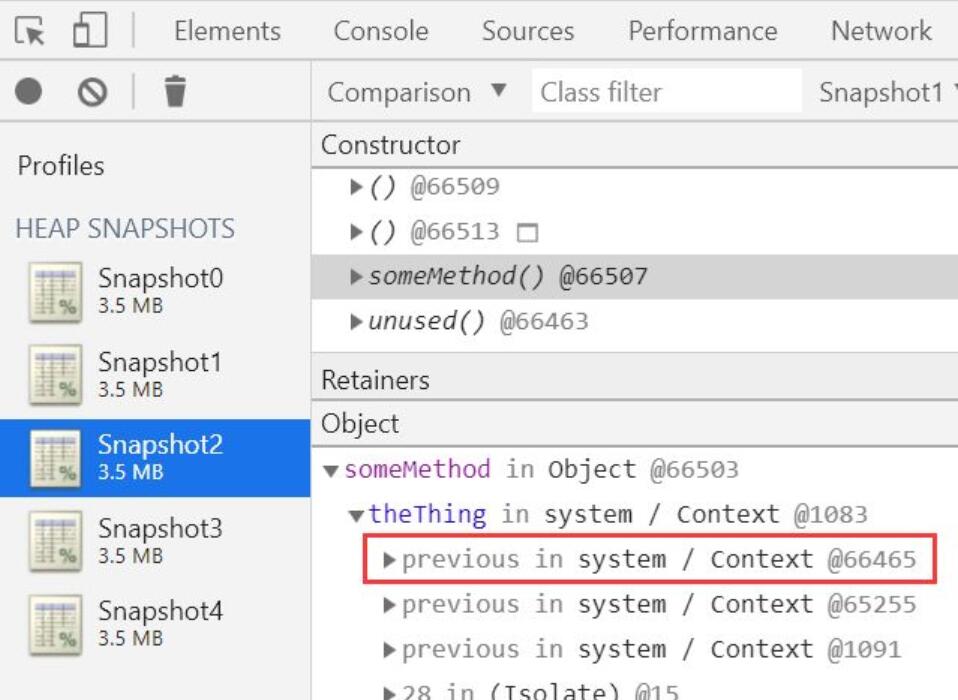 Elements Console Sources Performance Network
Comparison ▼ Class filter Snapshot1
Profiles
HEAP SNAPSHOTS
Snapshot0
3.5 MB
Snapshot1
3.5 MB
Snapshot2
3.5 MB
Snapshot3
3.5 MB
Snapshot4
3.5 MB
Constructor
▶() @66509
▶() @66513
▶someMethod() @66507
▶unused() @66463
Retainers
Object
▼someMethod in Object @66503
▼theThing in system / Context @1083
▶previous in system / Context @66465
▶previous in system / Context @65255
▶previous in system / Context @1091
▶28 in (Isolate) @15